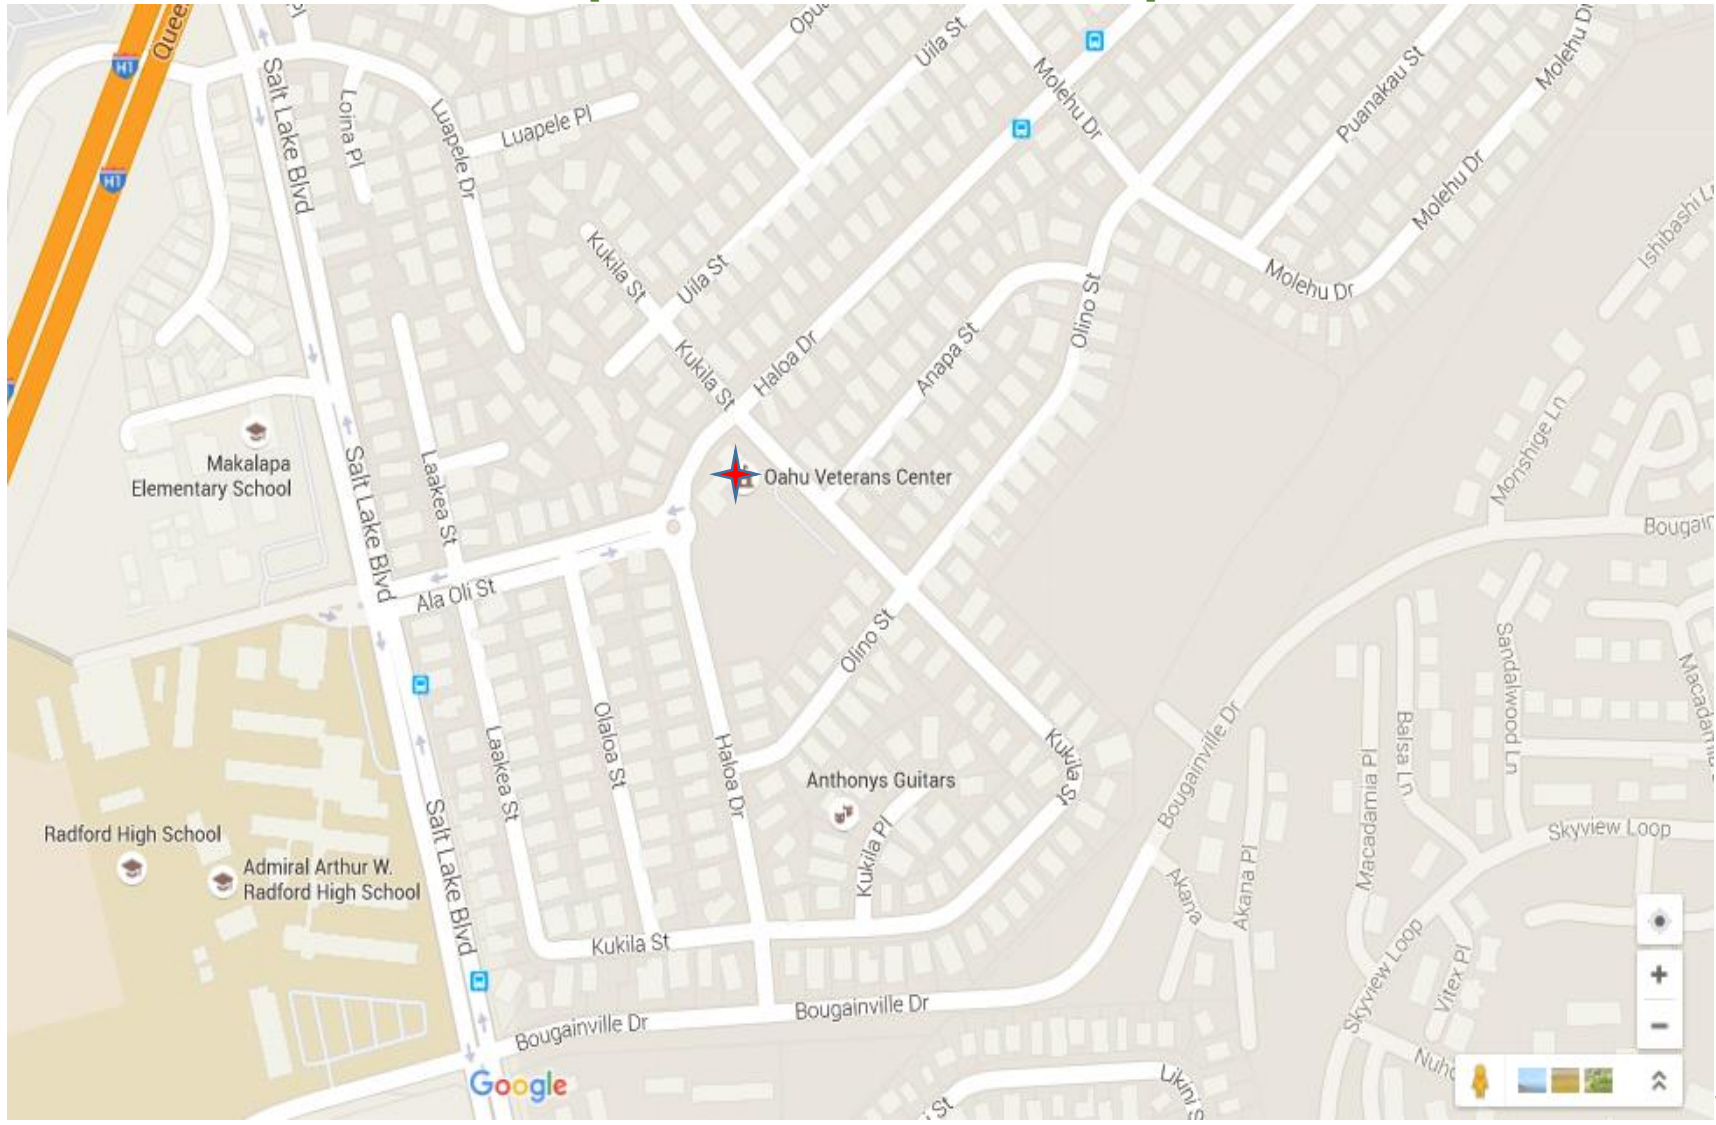 Salt Lake Blvd
Loina Pl
Luapele Dr
Luapele Pl
Uila St
Molehu Dr
Puanakau St
Molehu Dr
Molehu Dr
Molehu Dr
H1
H1
Kukila St
Uila St
Kukila St
Haloa Dr
Anapa St
Olino St
Monshige Ln
Makalapa
Elementary School
Laakea St
Salt Lake Blvd
Oahu Veterans Center
Ala Oli St
Olino St
Laakea St
Olaloa St
Haloa Dr
Kukila St
Anthonys Guitars
Kukila Pl
Bougainville Dr
Akana
Akana Pl
Macadamia Pl
Balsa Ln
Sandalwood Ln
Skyview Loop
Radford High School
Admiral Arthur W.
Radford High School
Salt Lake Blvd
Kukila St
Bougainville Dr
Bougainville Dr
Skyview Loop
Vitex Pl
Google